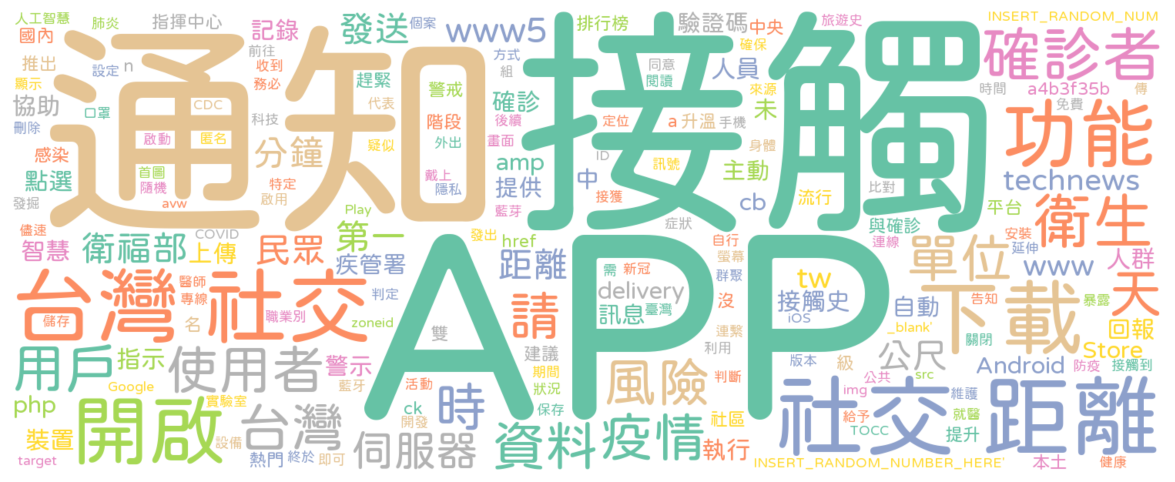 人工智慧
肺炎
指揮中心
國內
記錄
發送
個案
www5
排行榜
驗證碼
中央
旅遊史
INSERT_RANDOM_NUM
推出
n
前往
收到
方式
同意
人員
確保
確診者
顯示
設定
務必
趕緊
組
閱讀
來源
時間
a4b3f35b
傳
協助
口罩
CDC
代表
警戒
確診
未
免費
刪除
啟動
匿名
科技
階段
後續
定位
a
升溫
手機
功能
通知
接觸
感染
分鐘
疑似
外出
畫面
ID
身體
點選
首圖
隨機
特定
戴上
隱私
amp
提供
中
訊號
主動
比對
technews
發掘
avw
啟用
藍芽
接獲
cb
流行
儘速
COVID
Play
症狀
與確診
平台
衛生
智慧
衛福部
上傳
民眾
第一
發出
href
自行
螢幕
連線
安裝
延伸
疾管署
距離
需
新冠
群聚
單位
www
人群
台灣
社交
醫師
專線
判定
請
delivery
沒
tw
接觸史
自動
下載
天
告知
暴露
儲存
職業別
名
zoneid
訊息
臺灣
連繫
iOS
_blank'
關閉
回報
APP
用戶
指示
使用者
警示
雙
建議
利用
版本
級
公尺
Store
Google
藍牙
期間
風險
判斷
img
公共
src
Android
防疫
接觸到
php
開啟
實驗室
台灣
活動
狀況
時
ck
開發
保存
社區
給予
維護
就醫
社交
距離
裝置
設備
伺服器
資料
疫情
執行
TOCC
提升
target
熱門
終於
即可
INSERT_RANDOM_NUMBER_HERE'
本土
健康